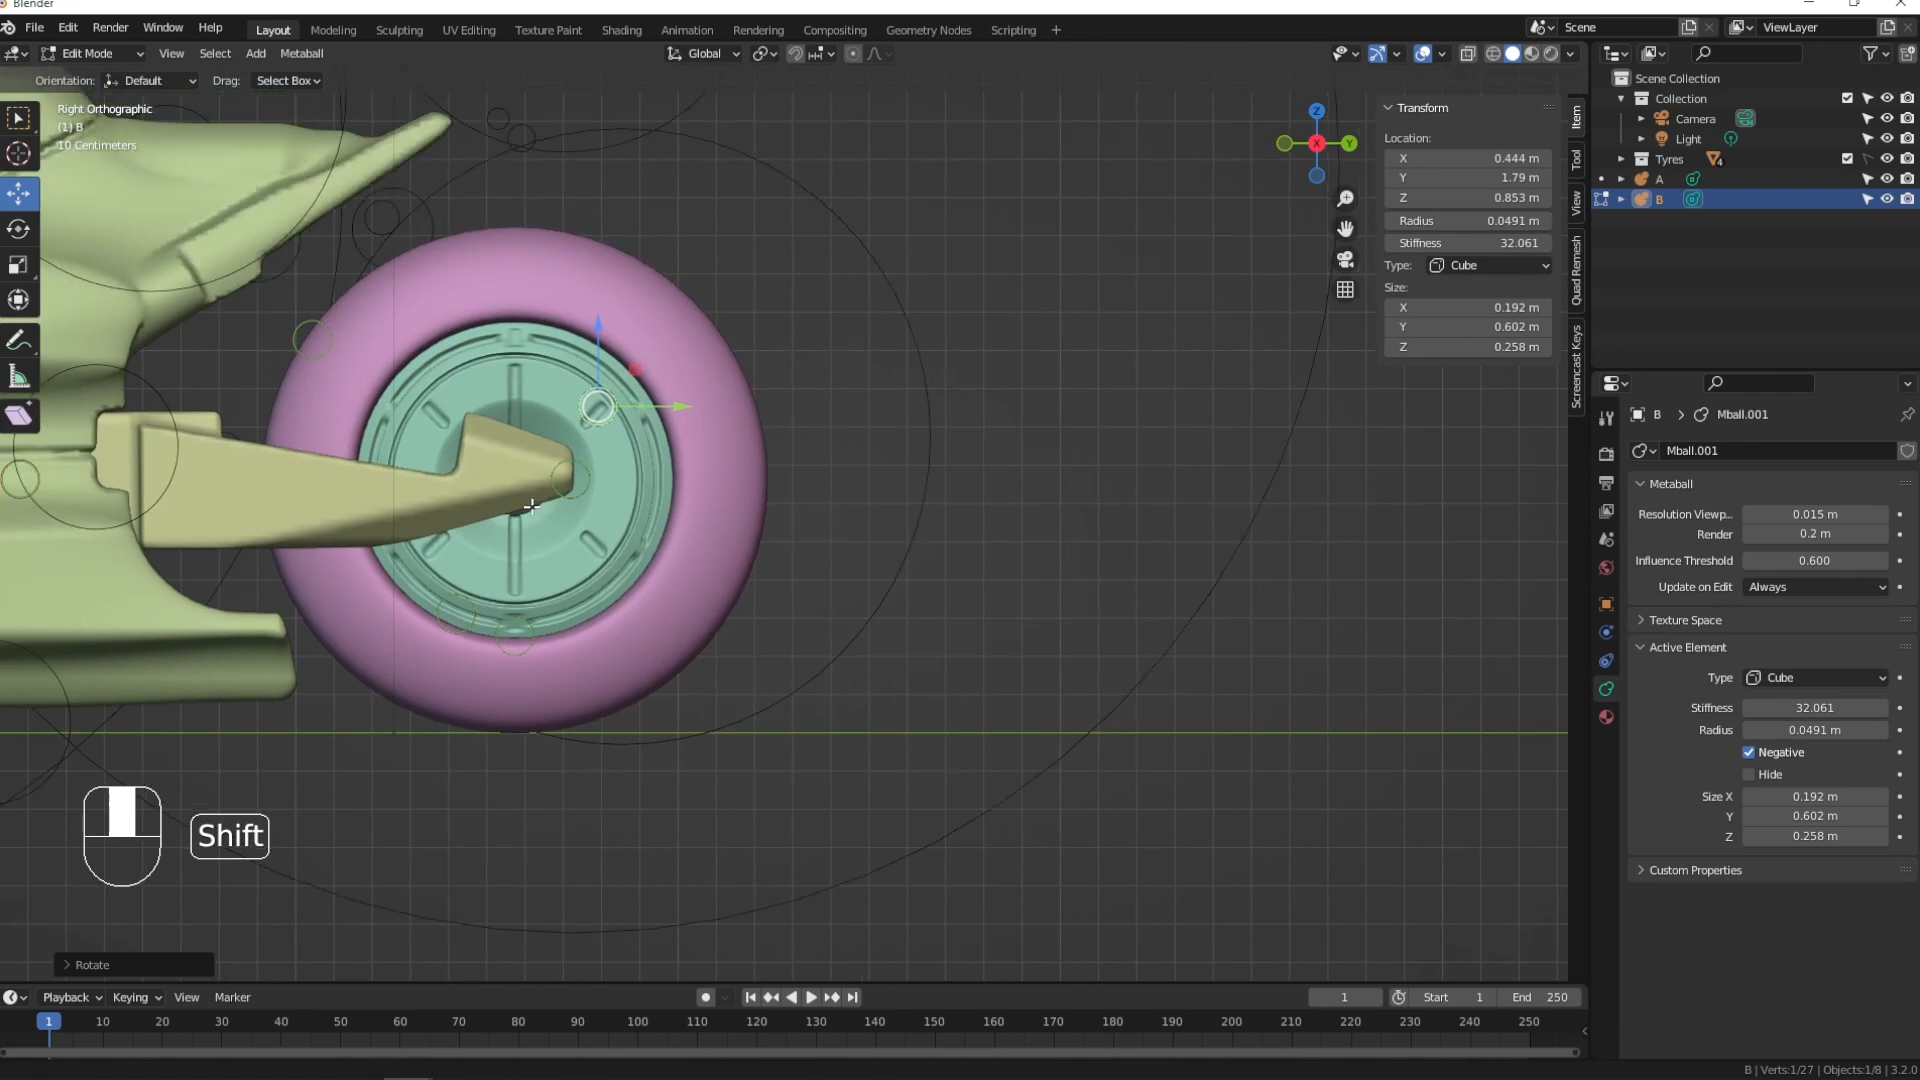 Blender
File Edit Render Window Help Layout Modeling Sculpting UV Editing Texture Paint Shading Animation Rendering Compositing Geometry Nodes Scripting + Scene ViewLayer
Edit Mode View Select Add Metaball Global
Orientation: Default Drag: Select Box
Right Orthographic
(1) B
10 Centimeters
Z
Y
X
Transform
Location:
X 0.444 m
Y 1.79 m
Z 0.853 m
Radius 0.0491 m
Stiffness 32.061
Type: Cube
Size:
X 0.192 m
Y 0.602 m
Z 0.258 m
Item
Tool
View
Quad Remesh
Screencast Keys
Scene Collection
Collection
Camera
Light
Tyres 4
A
B
B > Mball.001
Mball.001
Metaball
Resolution Viewp... 0.015 m
Render 0.2 m
Influence Threshold 0.600
Update on Edit Always
Texture Space
Active Element
Type Cube
Stiffness 32.061
Radius 0.0491 m
Negative
Hide
Size X 0.192 m
Y 0.602 m
Z 0.258 m
Custom Properties
Shift
Rotate
Playback Keying View Marker 1 Start 1 End 250
1 10 20 30 40 50 60 70 80 90 100 110 120 130 140 150 160 170 180 190 200 210 220 230 240 250
B | Verts:1/27 | Objects:1/8 | 3.2.0